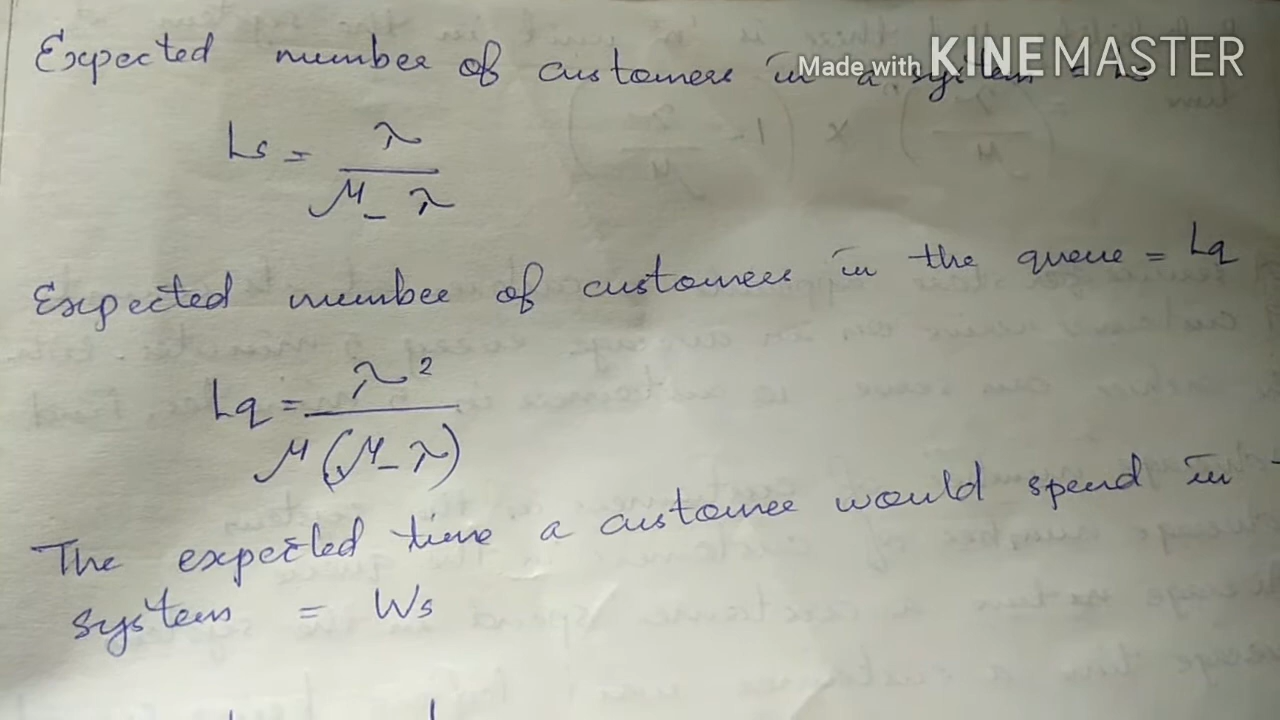 Expected number of customers in a system = Ls
Made with KINEMASTER
Ls = λ
μ - λ
Expected number of customers in the queue = Lq
Lq = λ²
μ(μ - λ)
The expected time a customer would spend in
system = Ws